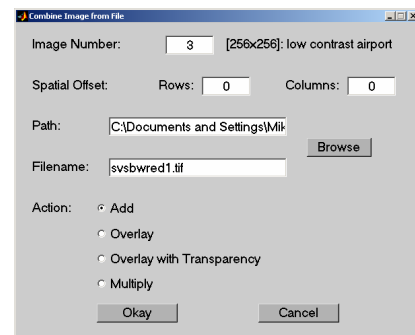 Combine Image from File
Image Number: 3 [256x256]: low contrast airport
Spatial Offset: Rows: 0 Columns: 0
Path: C:\Documents and Settings\Mik
Browse
Filename: svsbwred1.tif
Action: Add
Overlay
Overlay with Transparency
Multiply
Okay Cancel